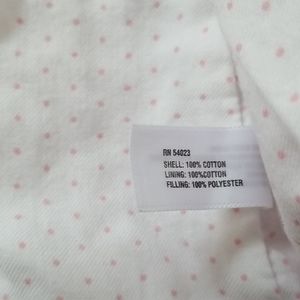 RN 54023
SHELL: 100% COTTON
LINING: 100%COTTON
FILLING: 100% POLYESTER